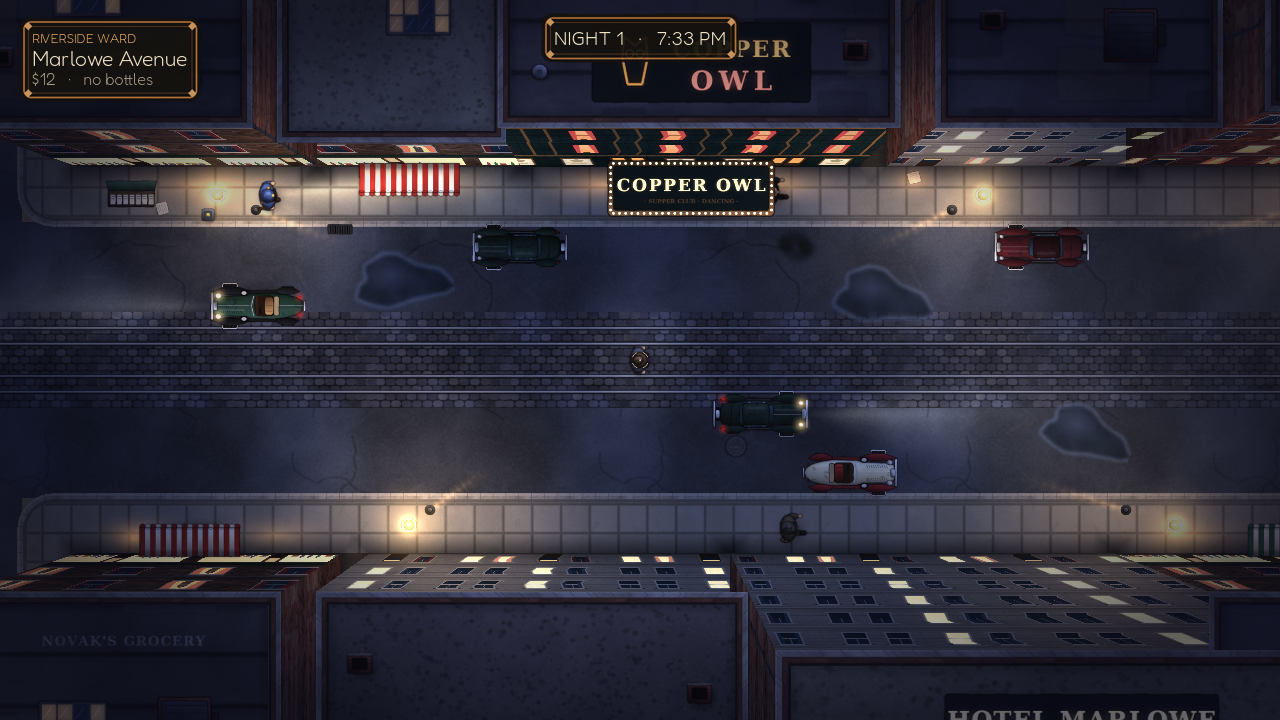 RIVERSIDE WARD
Marlowe Avenue
$12 · no bottles
NIGHT 1 · 7:33 PM
OWL
COPPER OWL
· SUPPER CLUB · DANCING ·
NOVAK'S GROCERY
HOTEL MARLOWE